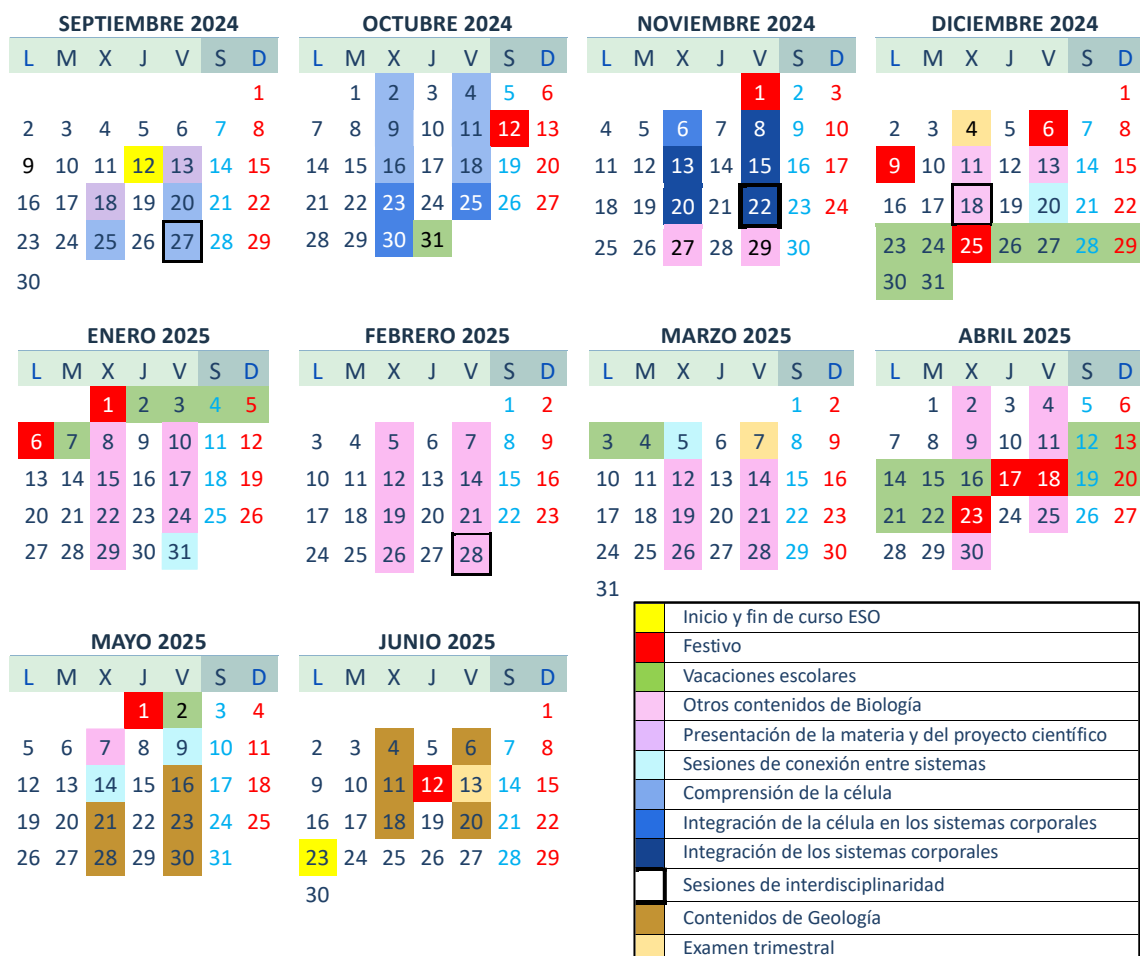 SEPTIEMBRE 2024
L M X J V S D
1
2 3 4 5 6 7 8
9 10 11 12 13 14 15
16 17 18 19 20 21 22
23 24 25 26 27 28 29
30
OCTUBRE 2024
L M X J V S D
1 2 3 4 5 6
7 8 9 10 11 12 13
14 15 16 17 18 19 20
21 22 23 24 25 26 27
28 29 30 31
NOVIEMBRE 2024
L M X J V S D
1 2 3
4 5 6 7 8 9 10
11 12 13 14 15 16 17
18 19 20 21 22 23 24
25 26 27 28 29 30
DICIEMBRE 2024
L M X J V S D
1
2 3 4 5 6 7 8
9 10 11 12 13 14 15
16 17 18 19 20 21 22
23 24 25 26 27 28 29
30 31
ENERO 2025
L M X J V S D
1 2 3 4 5
6 7 8 9 10 11 12
13 14 15 16 17 18 19
20 21 22 23 24 25 26
27 28 29 30 31
FEBRERO 2025
L M X J V S D
1 2
3 4 5 6 7 8 9
10 11 12 13 14 15 16
17 18 19 20 21 22 23
24 25 26 27 28
MARZO 2025
L M X J V S D
1 2
3 4 5 6 7 8 9
10 11 12 13 14 15 16
17 18 19 20 21 22 23
24 25 26 27 28 29 30
31
ABRIL 2025
L M X J V S D
1 2 3 4 5 6
7 8 9 10 11 12 13
14 15 16 17 18 19 20
21 22 23 24 25 26 27
28 29 30
MAYO 2025
L M X J V S D
1 2 3 4
5 6 7 8 9 10 11
12 13 14 15 16 17 18
19 20 21 22 23 24 25
26 27 28 29 30 31
JUNIO 2025
L M X J V S D
1
2 3 4 5 6 7 8
9 10 11 12 13 14 15
16 17 18 19 20 21 22
23 24 25 26 27 28 29
30
Inicio y fin de curso ESO
Festivo
Vacaciones escolares
Otros contenidos de Biología
Presentación de la materia y del proyecto científico
Sesiones de conexión entre sistemas
Comprensión de la célula
Integración de la célula en los sistemas corporales
Integración de los sistemas corporales
Sesiones de interdisciplinaridad
Contenidos de Geología
Examen trimestral